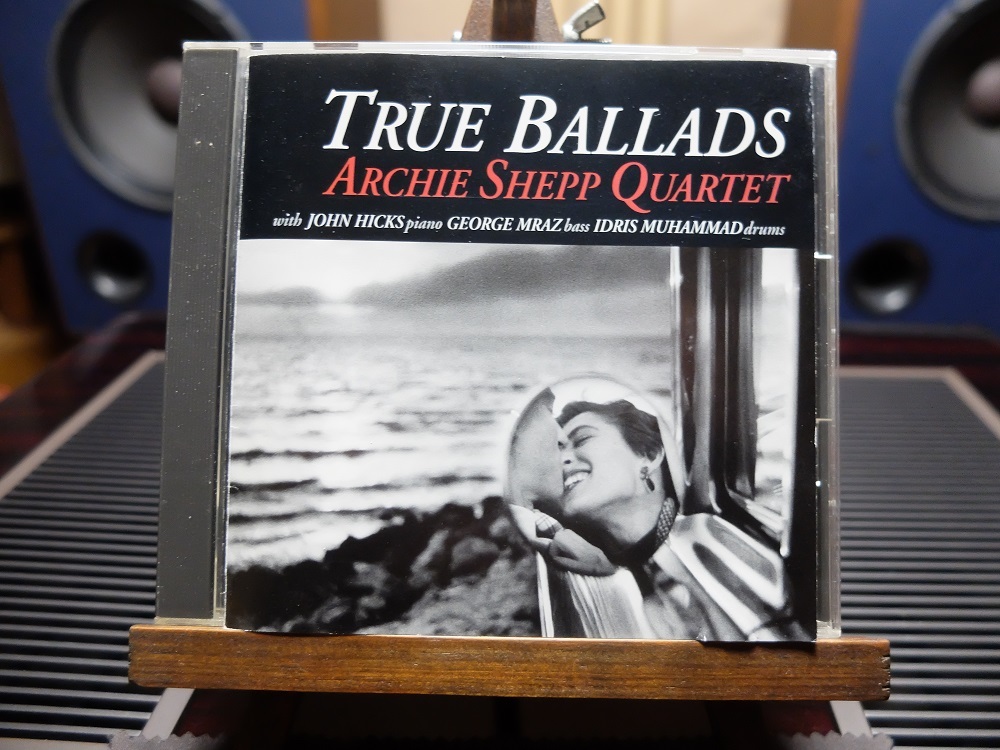 TRUE BALLADS
ARCHIE SHEPP QUARTET
with JOHN HICKS piano GEORGE MRAZ bass IDRIS MUHAMMAD drums